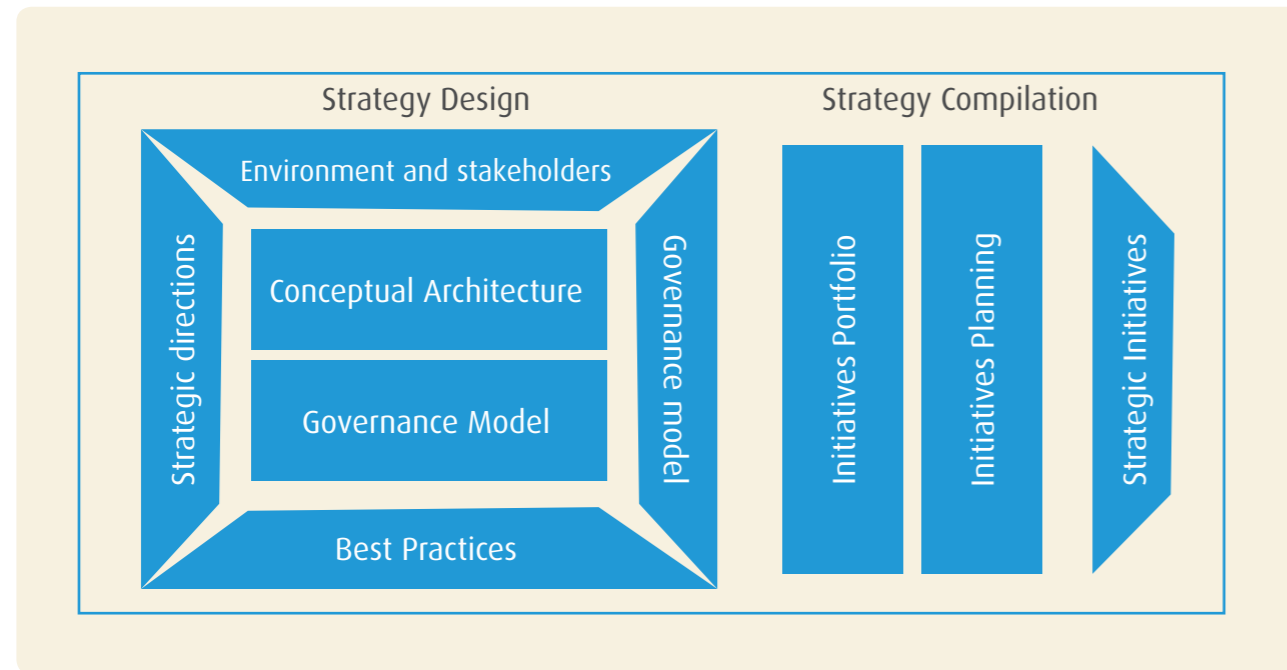 Strategy Design
Strategy Compilation
Environment and stakeholders
Strategic directions
Conceptual Architecture
Governance Model
Governance model
Best Practices
Initiatives Portfolio
Initiatives Planning
Strategic Initiatives